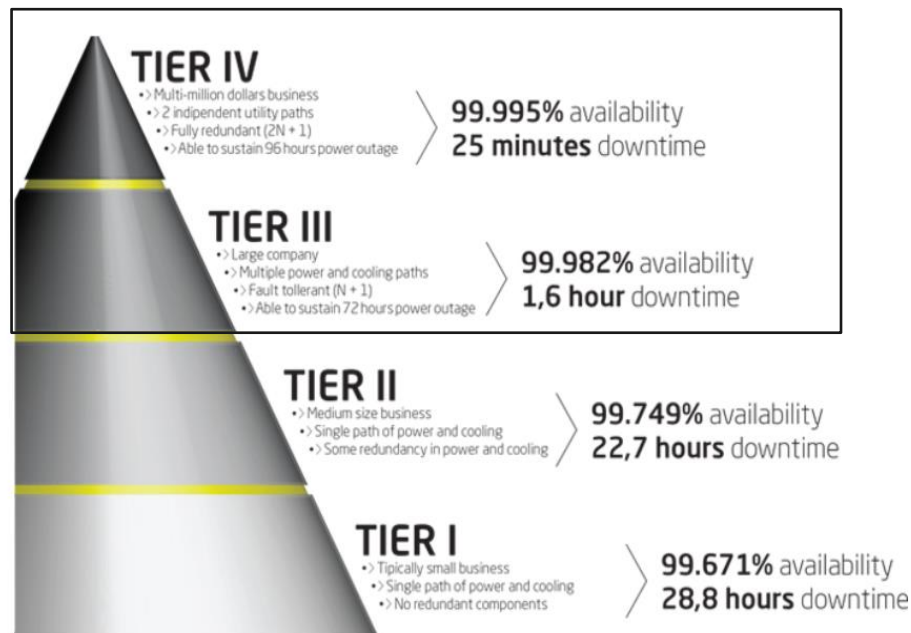 TIER IV
•> Multi-million dollars business
•> 2 indipendent utility paths
•> Fully redundant (2N + 1)
•> Able to sustain 96 hours power outage
99.995% availability
25 minutes downtime
TIER III
•> Large company
•> Multiple power and cooling paths
•> Fault tollerant (N + 1)
•> Able to sustain 72 hours power outage
99.982% availability
1,6 hour downtime
TIER II
•> Medium size business
•> Single path of power and cooling
•> Some redundancy in power and cooling
99.749% availability
22,7 hours downtime
TIER I
•> Tipically small business
•> Single path of power and cooling
•> No redundant components
99.671% availability
28,8 hours downtime